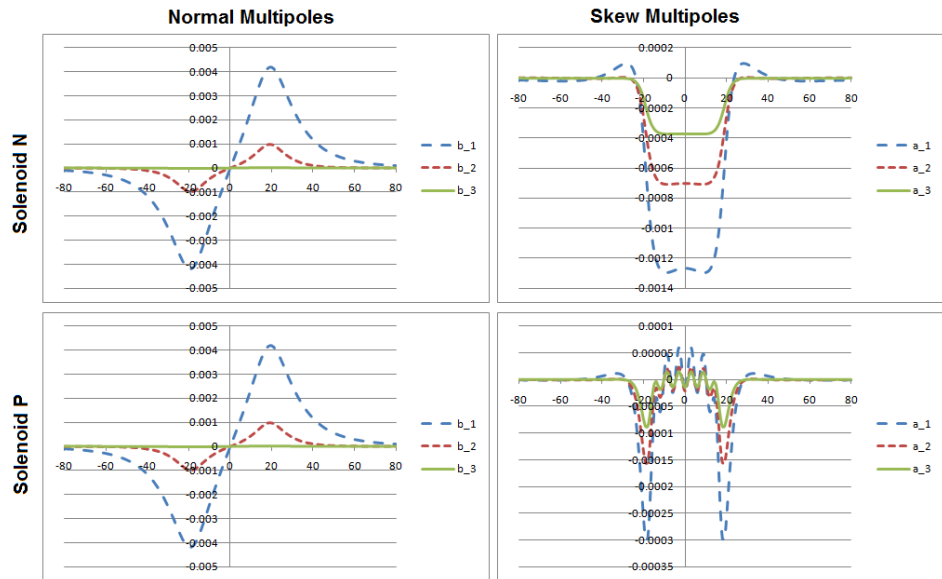 Normal Multipoles
Skew Multipoles
Solenoid N
0.005
0.004
0.003
0.002
0.001
0
-0.001
-0.002
-0.003
-0.004
-0.005
-80 -60 -40 -20 0 20 40 60 80
b_1
b_2
b_3
0.0002
0
-0.0002
-0.0004
-0.0006
-0.0008
-0.001
-0.0012
-0.0014
-80 -60 -40 -20 0 20 40 60 80
a_1
a_2
a_3
Solenoid P
0.005
0.004
0.003
0.002
0.001
0
-0.001
-0.002
-0.003
-0.004
-0.005
-80 -60 -40 -20 0 20 40 60 80
b_1
b_2
b_3
0.0001
0.00005
0
-0.00005
-0.0001
-0.00015
-0.0002
-0.00025
-0.0003
-0.00035
-80 -60 -40 -20 0 20 40 60 80
a_1
a_2
a_3